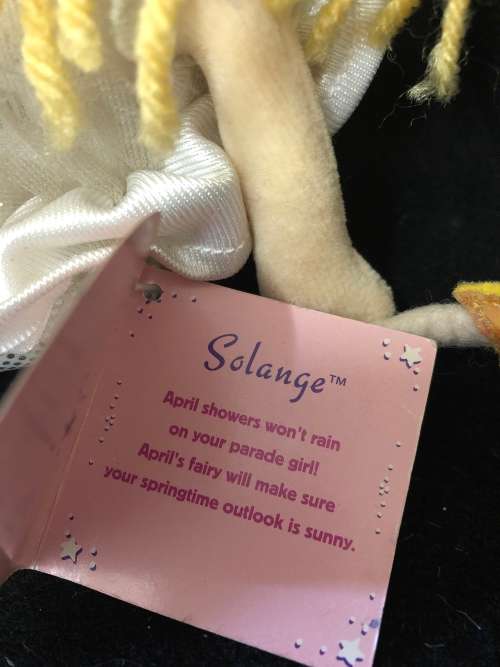 Solange™
April showers won't rain
on your parade girl!
April's fairy will make sure
your springtime outlook is sunny.